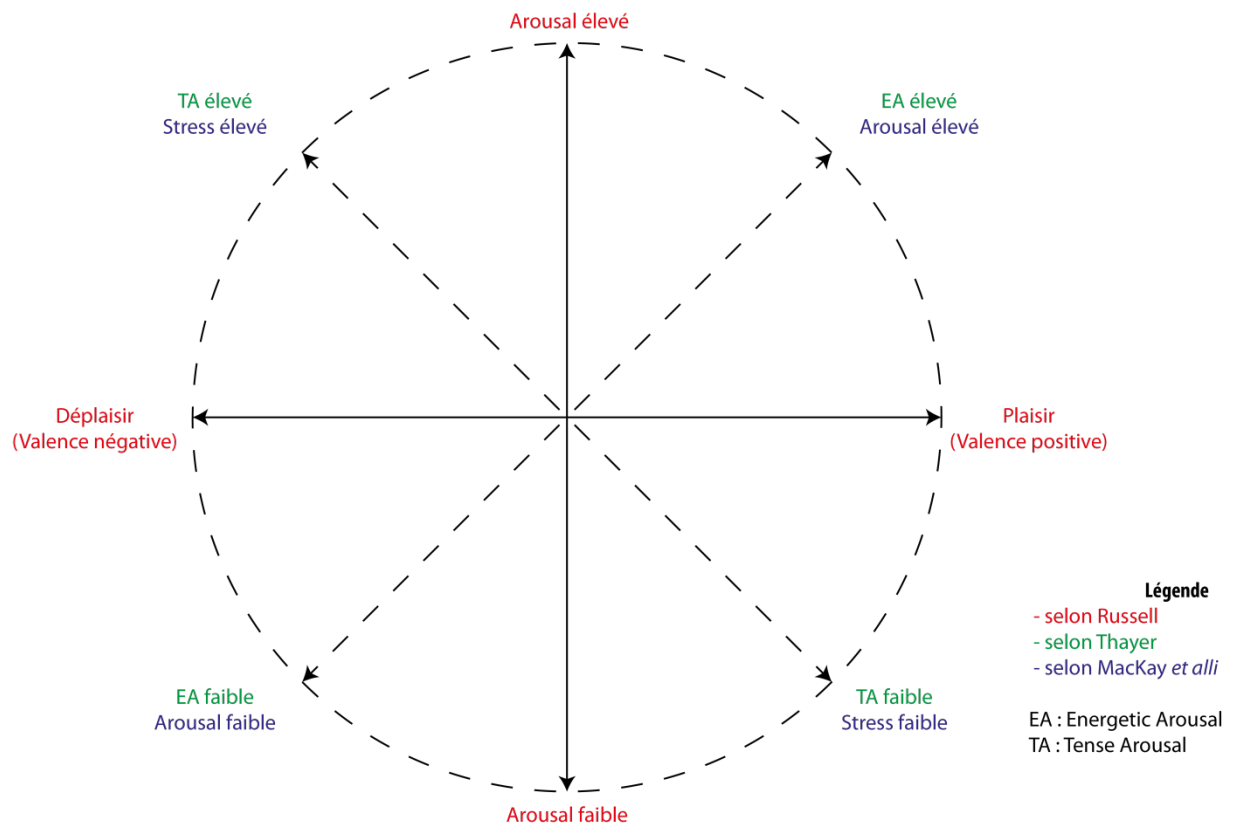 Arousal élevé
TA élevé
Stress élevé
EA élevé
Arousal élevé
Déplaisir
(Valence négative)
Plaisir
(Valence positive)
EA faible
Arousal faible
TA faible
Stress faible
Arousal faible
Légende
- selon Russell
- selon Thayer
- selon MacKay et alli
EA : Energetic Arousal
TA : Tense Arousal